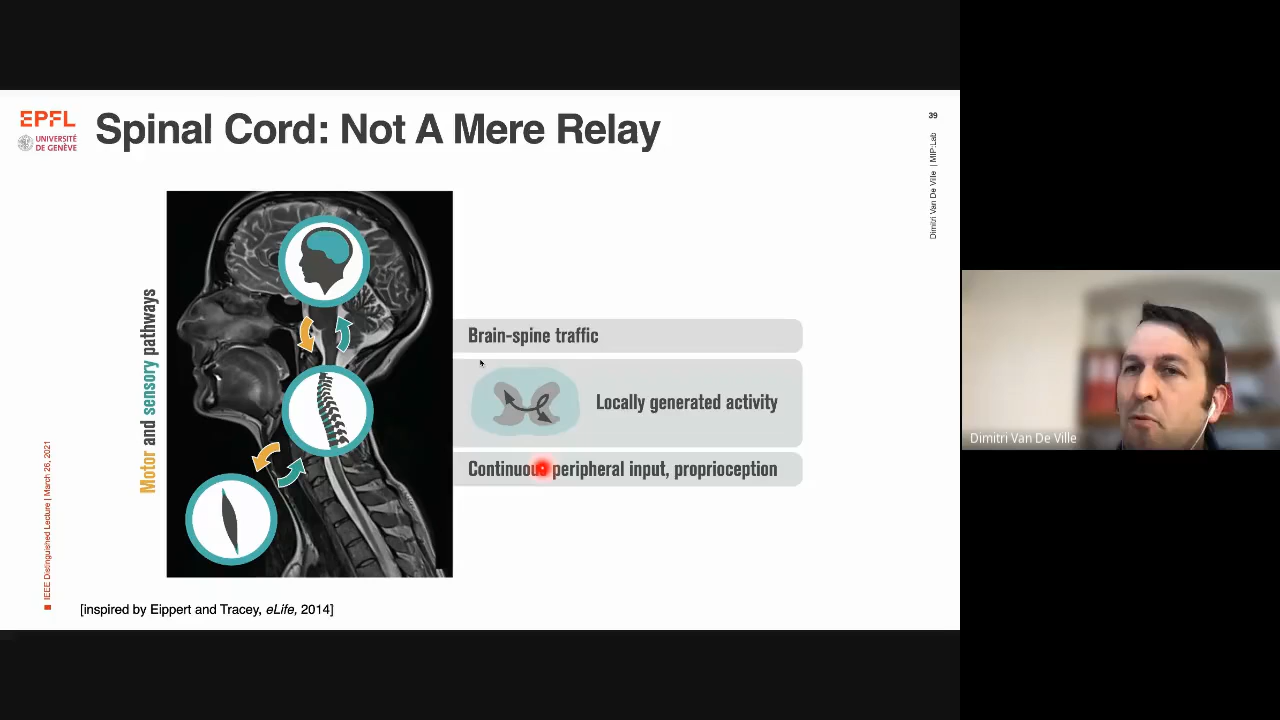 EPFL
UNIVERSITÉ
DE GENÈVE
Spinal Cord: Not A Mere Relay
39
Dimitri Van De Ville | MIP:Lab
Motor and sensory pathways
Brain-spine traffic
Locally generated activity
Continuous peripheral input, proprioception
IEEE Distinguished Lecture | March 26, 2021
[inspired by Eippert and Tracey, eLife, 2014]
Dimitri Van De Ville